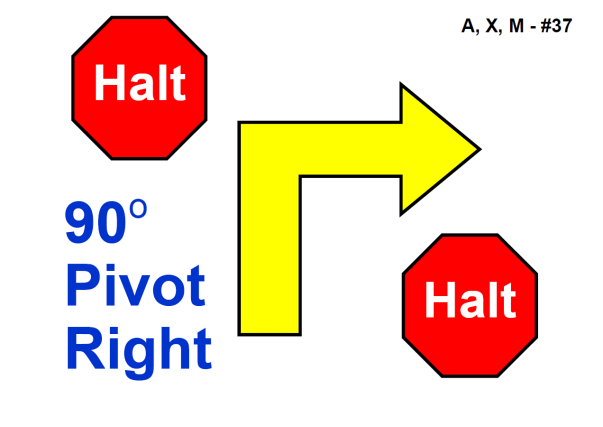 A, X, M - #37
Halt
90o
Pivot
Right
Halt